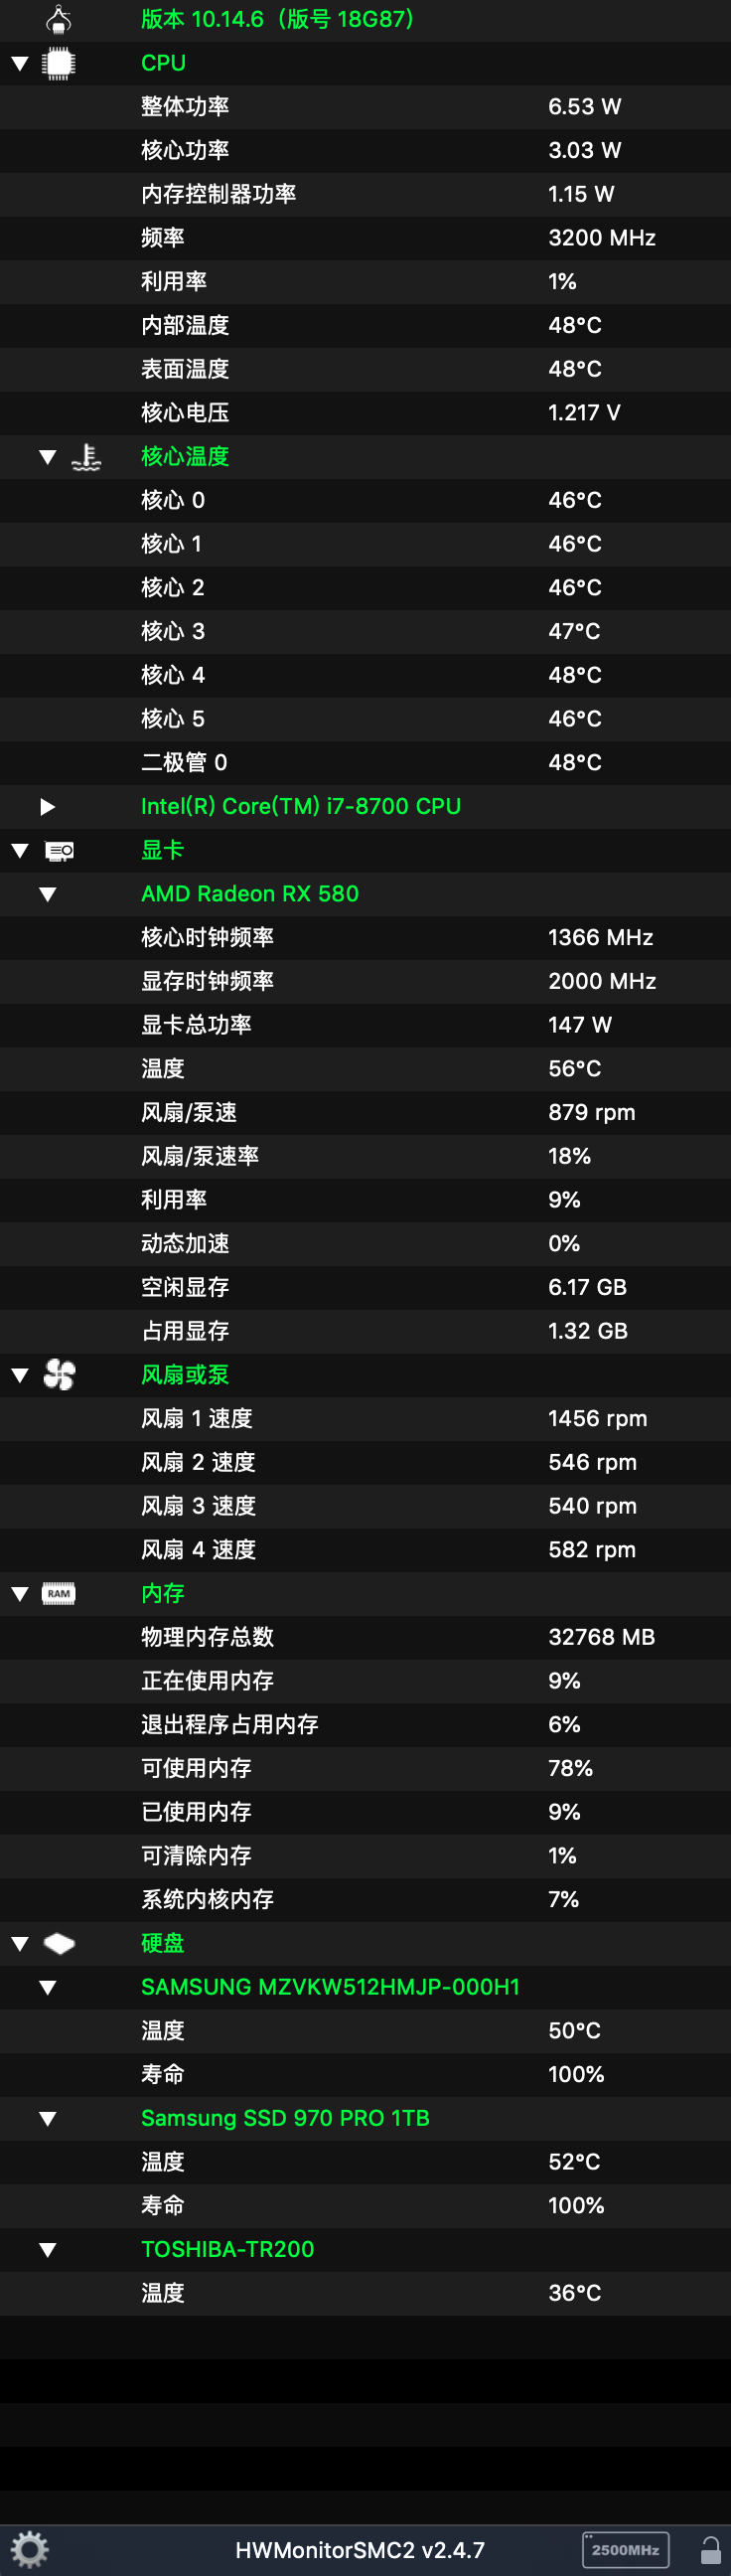 版本 10.14.6（版号 18G87）
CPU
整体功率 6.53 W
核心功率 3.03 W
内存控制器功率 1.15 W
频率 3200 MHz
利用率 1%
内部温度 48°C
表面温度 48°C
核心电压 1.217 V
核心温度
核心 0 46°C
核心 1 46°C
核心 2 46°C
核心 3 47°C
核心 4 48°C
核心 5 46°C
二极管 0 48°C
Intel(R) Core(TM) i7-8700 CPU
显卡
AMD Radeon RX 580
核心时钟频率 1366 MHz
显存时钟频率 2000 MHz
显卡总功率 147 W
温度 56°C
风扇/泵速 879 rpm
风扇/泵速率 18%
利用率 9%
动态加速 0%
空闲显存 6.17 GB
占用显存 1.32 GB
风扇或泵
风扇 1 速度 1456 rpm
风扇 2 速度 546 rpm
风扇 3 速度 540 rpm
风扇 4 速度 582 rpm
RAM 内存
物理内存总数 32768 MB
正在使用内存 9%
退出程序占用内存 6%
可使用内存 78%
已使用内存 9%
可清除内存 1%
系统内核内存 7%
硬盘
SAMSUNG MZVKW512HMJP-000H1
温度 50°C
寿命 100%
Samsung SSD 970 PRO 1TB
温度 52°C
寿命 100%
TOSHIBA-TR200
温度 36°C
HWMonitorSMC2 v2.4.7 2500MHz